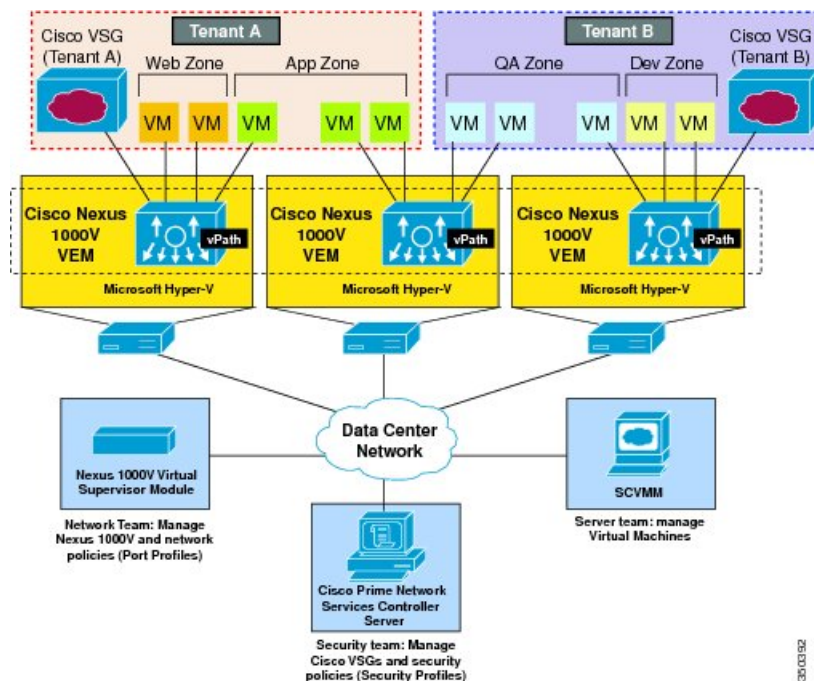 Cisco VSG
(Tenant A)
Tenant A
Web Zone
App Zone
Tenant B
QA Zone
Dev Zone
Cisco VSG
(Tenant B)
VM
VM
VM
VM
VM
VM
VM
VM
VM
VM
Cisco Nexus
1000V
VEM
vPath
Microsoft Hyper-V
Cisco Nexus
1000V
VEM
vPath
Microsoft Hyper-V
Cisco Nexus
1000V
VEM
vPath
Microsoft Hyper-V
Data Center
Network
Nexus 1000V Virtual
Supervisor Module
Network Team: Manage
Nexus 1000V and network
policies (Port Profiles)
SCVMM
Server team: manage
Virtual Machines
Cisco Prime Network
Services Controller
Server
Security team: Manage
Cisco VSGs and security
policies (Security Profiles)
350392